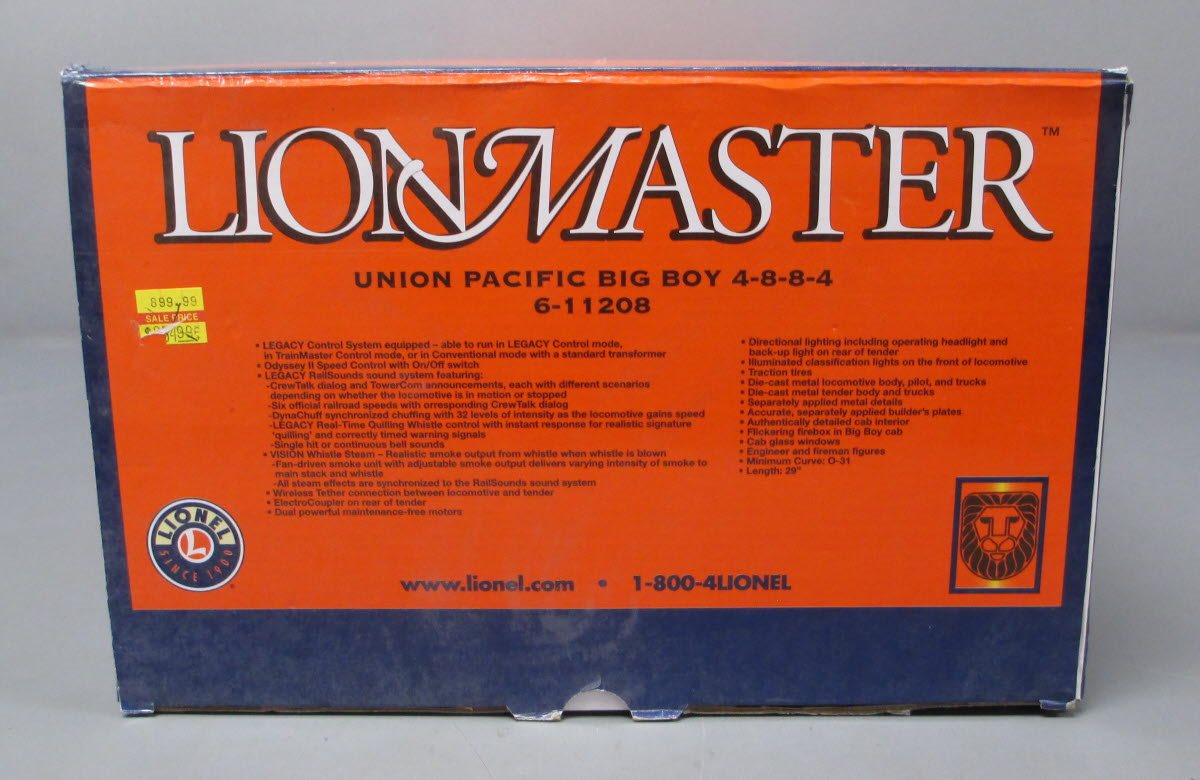 LIONMASTER™
UNION PACIFIC BIG BOY 4-8-8-4
6-11208
899.99
SALE PRICE
• LEGACY Control System equipped – able to run in LEGACY Control mode,
in TrainMaster Control mode, or in Conventional mode with a standard transformer
• Odyssey II Speed Control with On/Off switch
• LEGACY RailSounds sound system featuring:
-CrewTalk dialog and TowerCom announcements, each with different scenarios
depending on whether the locomotive is in motion or stopped
-Six official railroad speeds with orresponding CrewTalk dialog
-DynaChuff synchronized chuffing with 32 levels of intensity as the locomotive gains speed
-LEGACY Real-Time Quilling Whistle control with instant response for realistic signature
'quilling' and correctly timed warning signals
-Single hit or continuous bell sounds
• VISION Whistle Steam – Realistic smoke output from whistle when whistle is blown
-Fan-driven smoke unit with adjustable smoke output delivers varying intensity of smoke to
main stack and whistle
-All steam effects are synchronized to the RailSounds sound system
• Wireless Tether connection between locomotive and tender
• ElectroCoupler on rear of tender
• Dual powerful maintenance-free motors
• Directional lighting including operating headlight and
back-up light on rear of tender
• Illuminated classification lights on the front of locomotive
• Traction tires
• Die-cast metal locomotive body, pilot, and trucks
• Die-cast metal tender body and trucks
• Separately applied metal details
• Accurate, separately applied builder's plates
• Authentically detailed cab interior
• Flickering firebox in Big Boy cab
• Cab glass windows
• Engineer and fireman figures
• Minimum Curve: O-31
• Length: 29"
LIONEL
L
SINCE 1900
www.lionel.com • 1-800-4LIONEL